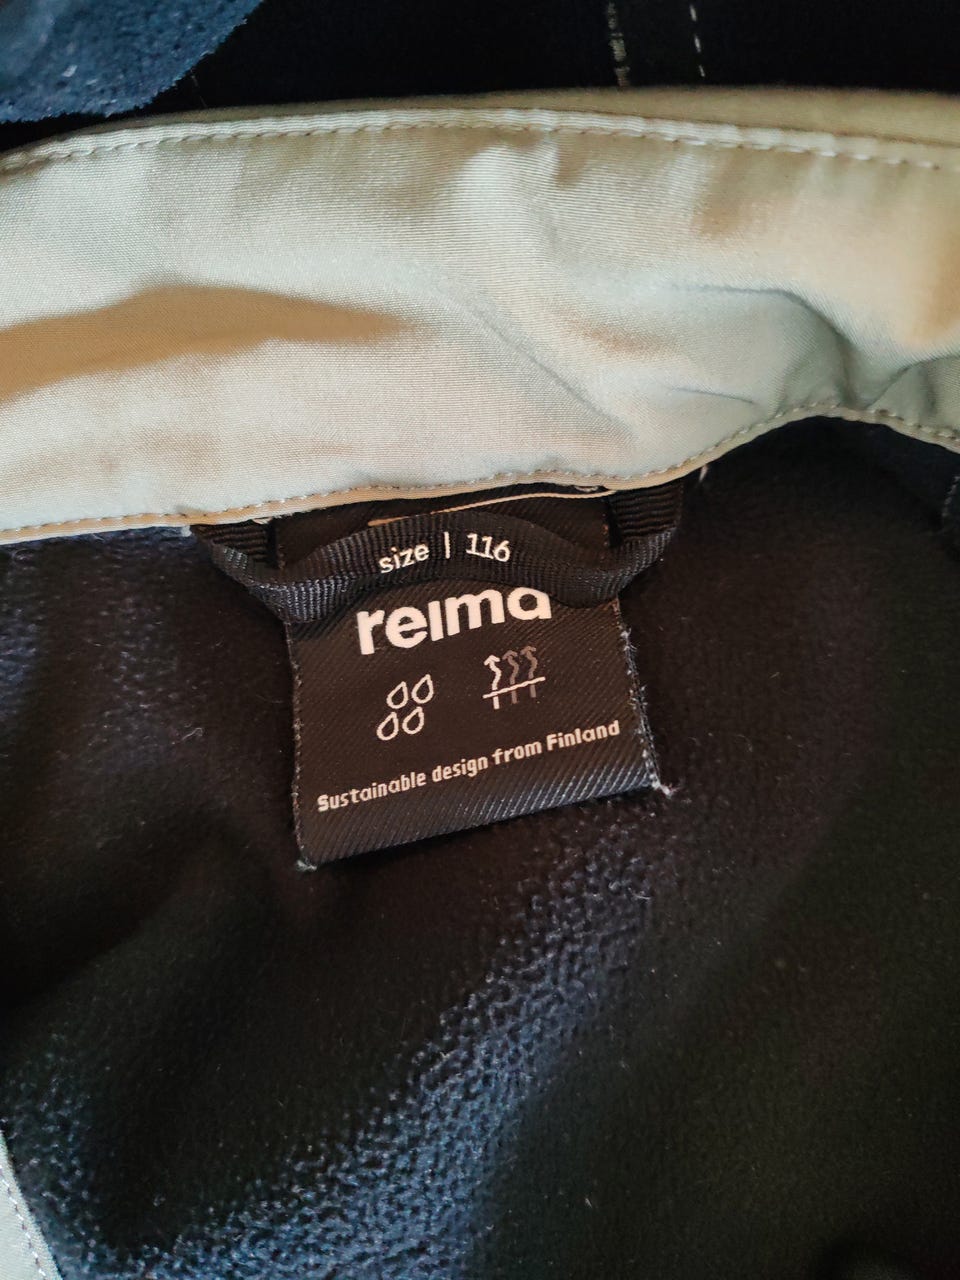 size | 116
reima
Sustainable design from Finland